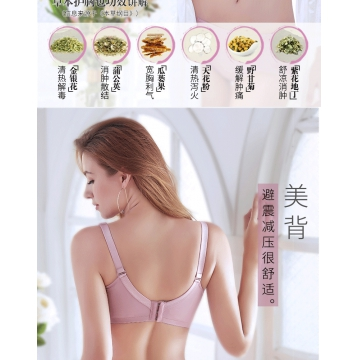 金银花
清热解毒
蒲公英
消肿散结
瓜蒌果
宽胸利气
天花粉
清热泻火
野甘菊
缓解肿痛
紫花地丁
舒凉消肿
美背
避震减压很舒适。